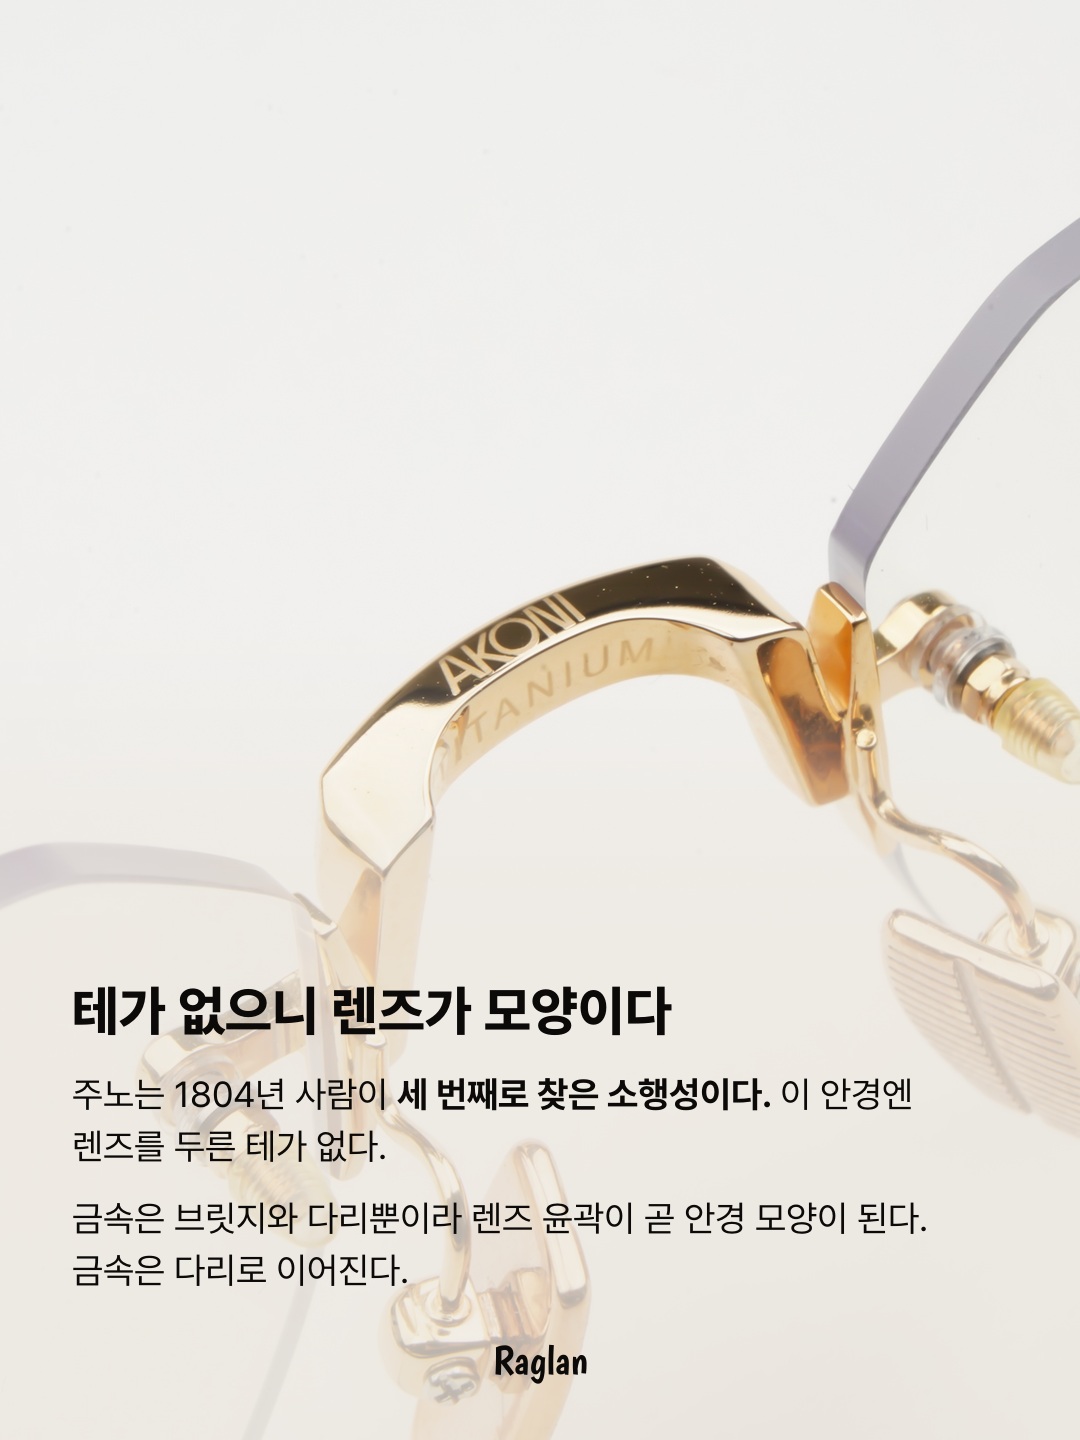 AKONI
TITANIUM
테가 없으니 렌즈가 모양이다
주노는 1804년 사람이 세 번째로 찾은 소행성이다. 이 안경엔
렌즈를 두른 테가 없다.
금속은 브릿지와 다리뿐이라 렌즈 윤곽이 곧 안경 모양이 된다.
금속은 다리로 이어진다.
Raglan